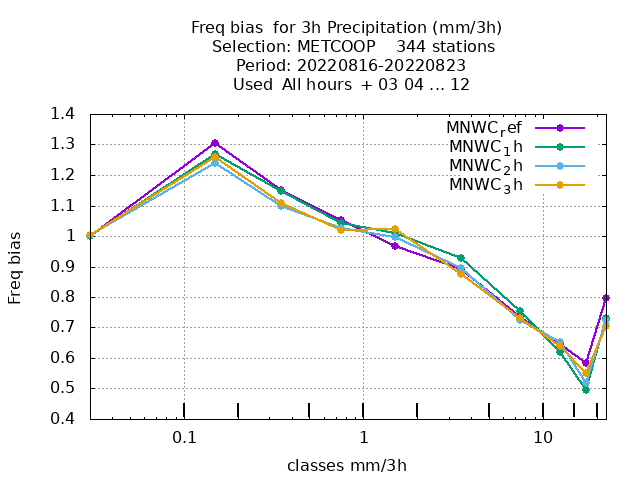 Freq bias  for 3h Precipitation (mm/3h)
Selection: METCOOP    344 stations
Period: 20220816-20220823
Used  All hours  + 03 04 ... 12
MNWC_ref
MNWC_1h
MNWC_2h
MNWC_3h
1.4
1.3
1.2
1.1
1
0.9
0.8
0.7
0.6
0.5
0.4
Freq bias
0.1 1 10
classes mm/3h